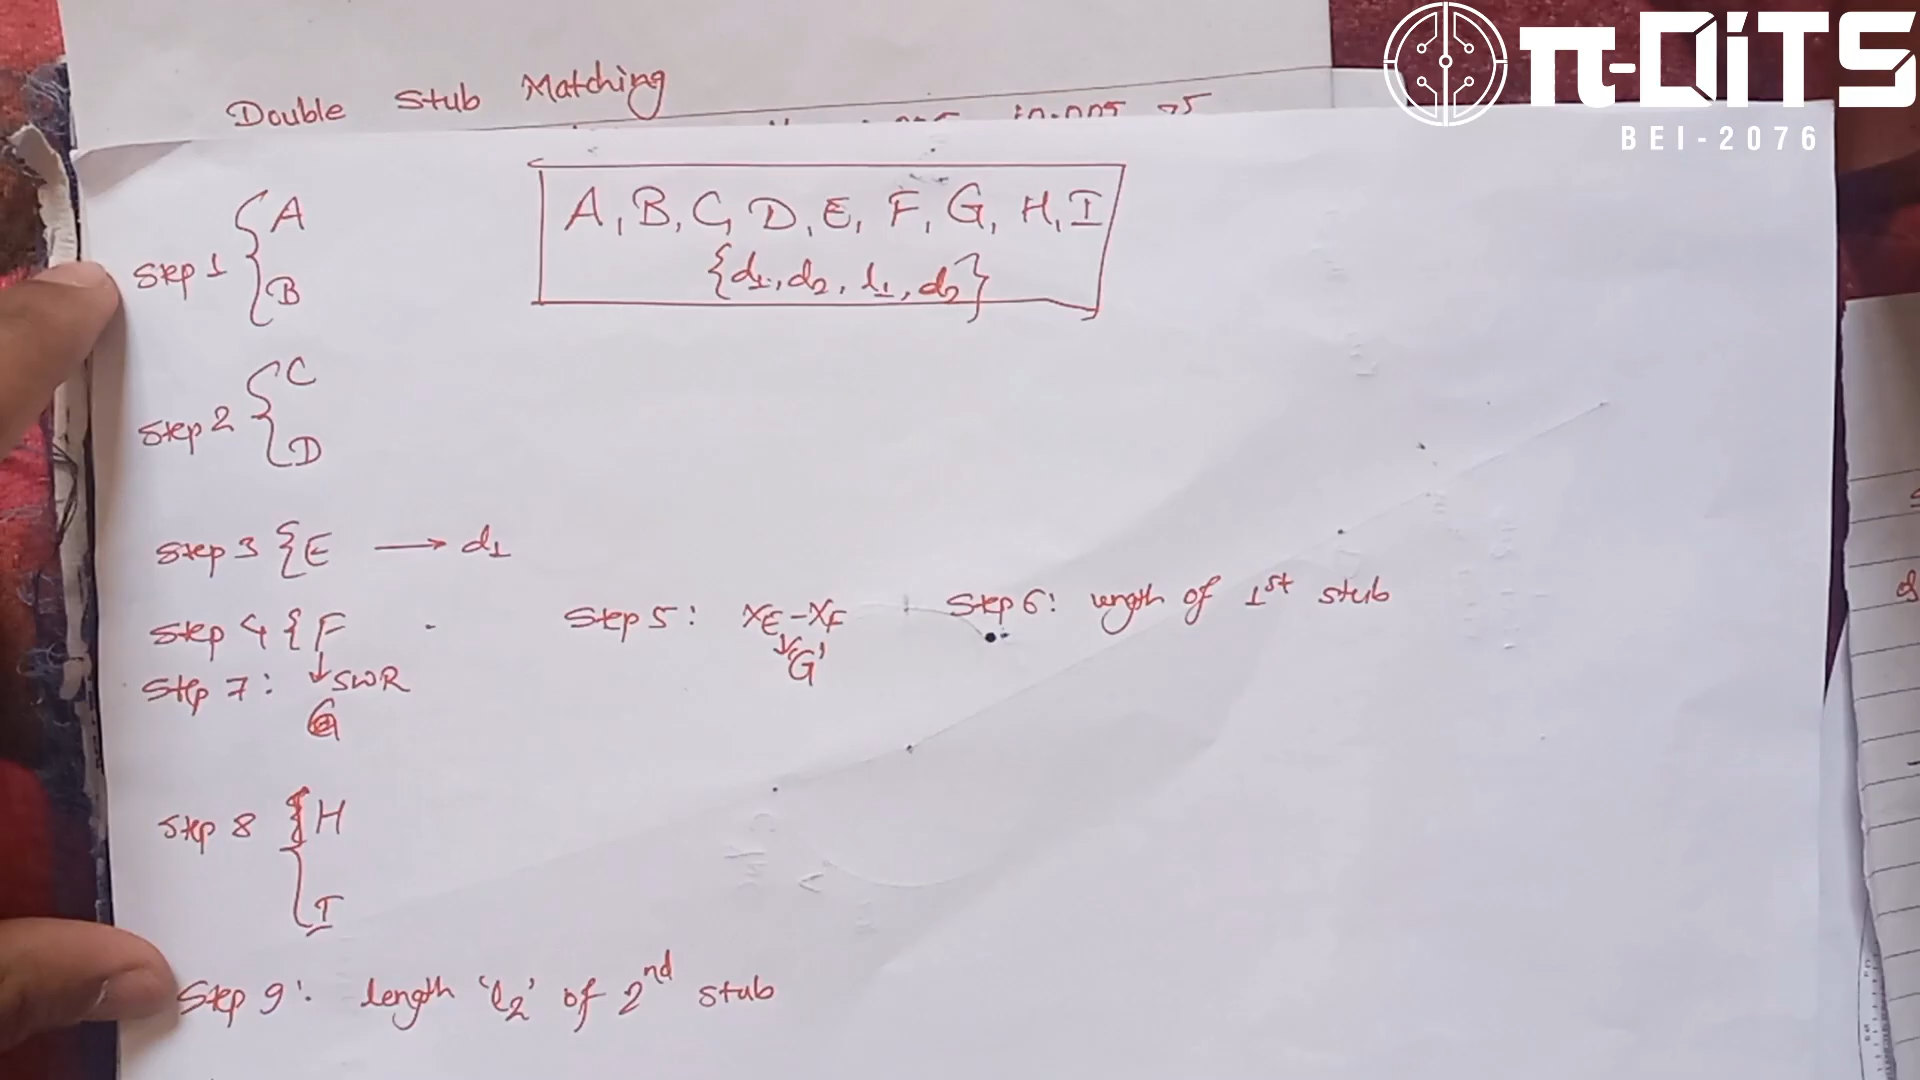 π-DiTS
BEI-2076
Double Stub Matching
A, B, C, D, E, F, G, H, I
{d1, d2, l1, d2}
Step 1 { A
B
Step 2 { C
D
Step 3 { E → d1
Step 4 { F
Step 5: XE - XF
↓
G'
Step 6: length of 1st stub
Step 7: ↓ SWR
G
Step 8 { H
I
Step 9: length 'l2' of 2nd stub